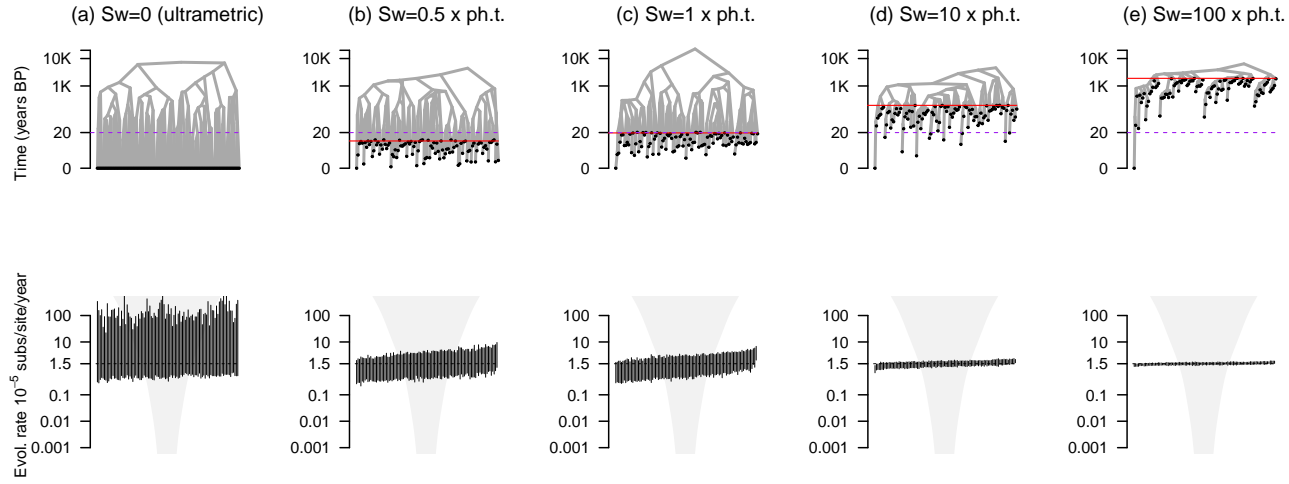 (a) Sw=0 (ultrametric) (b) Sw=0.5 x ph.t. (c) Sw=1 x ph.t. (d) Sw=10 x ph.t. (e) Sw=100 x ph.t.
Time (years BP)
10K 10K 10K 10K 10K
1K 1K 1K 1K 1K
20 20 20 20 20
0 0 0 0 0
Evol. rate 10⁻⁵ subs/site/year
100 100 100 100 100
10 10 10 10 10
1.5 1.5 1.5 1.5 1.5
0.1 0.1 0.1 0.1 0.1
0.01 0.01 0.01 0.01 0.01
0.001 0.001 0.001 0.001 0.001